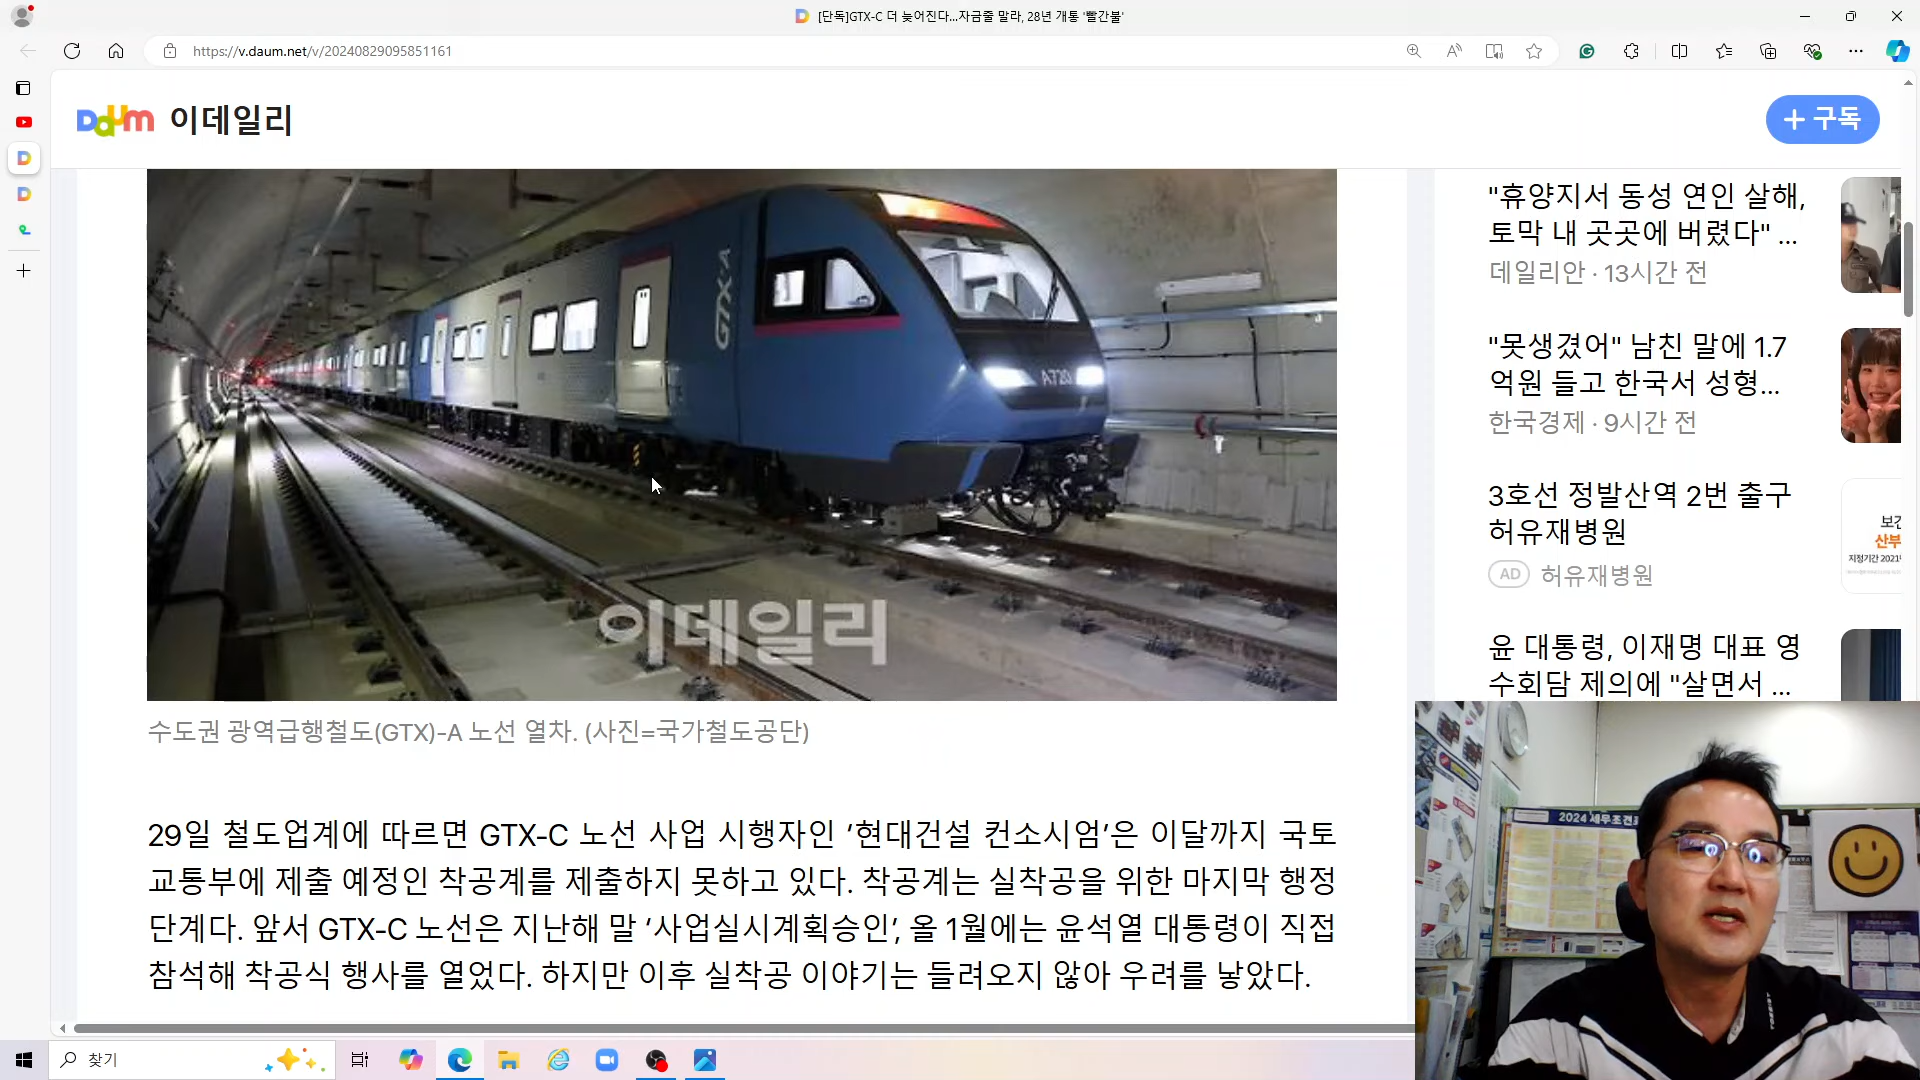 [단독]GTX-C 더 늦어진다...자금줄 말라, 28년 개통 '빨간불'
https://v.daum.net/v/20240829095851161
Daum 이데일리
+ 구독
GTX-A
A720
이데일리
수도권 광역급행철도(GTX)-A 노선 열차. (사진=국가철도공단)
29일 철도업계에 따르면 GTX-C 노선 사업 시행자인 ‘현대건설 컨소시엄’은 이달까지 국토
교통부에 제출 예정인 착공계를 제출하지 못하고 있다. 착공계는 실착공을 위한 마지막 행정
단계다. 앞서 GTX-C 노선은 지난해 말 ‘사업실시계획승인’, 올 1월에는 윤석열 대통령이 직접
참석해 착공식 행사를 열었다. 하지만 이후 실착공 이야기는 들려오지 않아 우려를 낳았다.
"휴양지서 동성 연인 살해,
토막 내 곳곳에 버렸다" ...
데일리안 · 13시간 전
"못생겼어" 남친 말에 1.7
억원 들고 한국서 성형...
한국경제 · 9시간 전
3호선 정발산역 2번 출구
허유재병원
AD 허유재병원
보건
산부
지정기간 2021
윤 대통령, 이재명 대표 영
수회담 제의에 "살면서 ...
2024 세무조견표
찾기